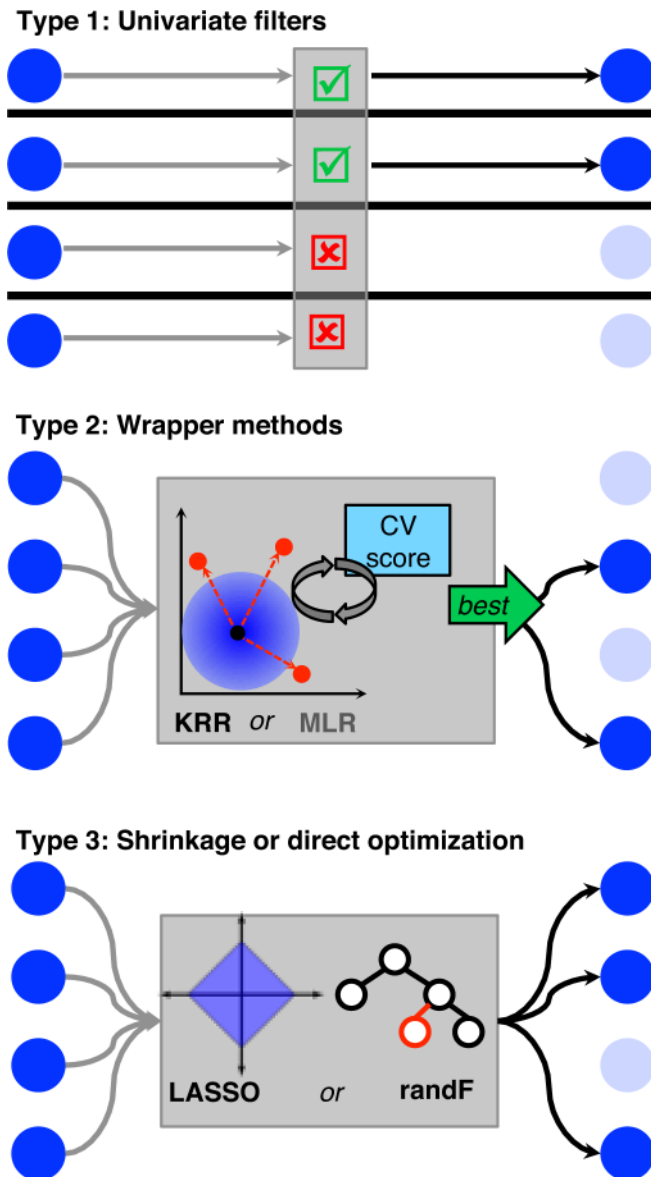 Type 1: Univariate filters
Type 2: Wrapper methods
CV
score
best
KRR or MLR
Type 3: Shrinkage or direct optimization
LASSO or randF